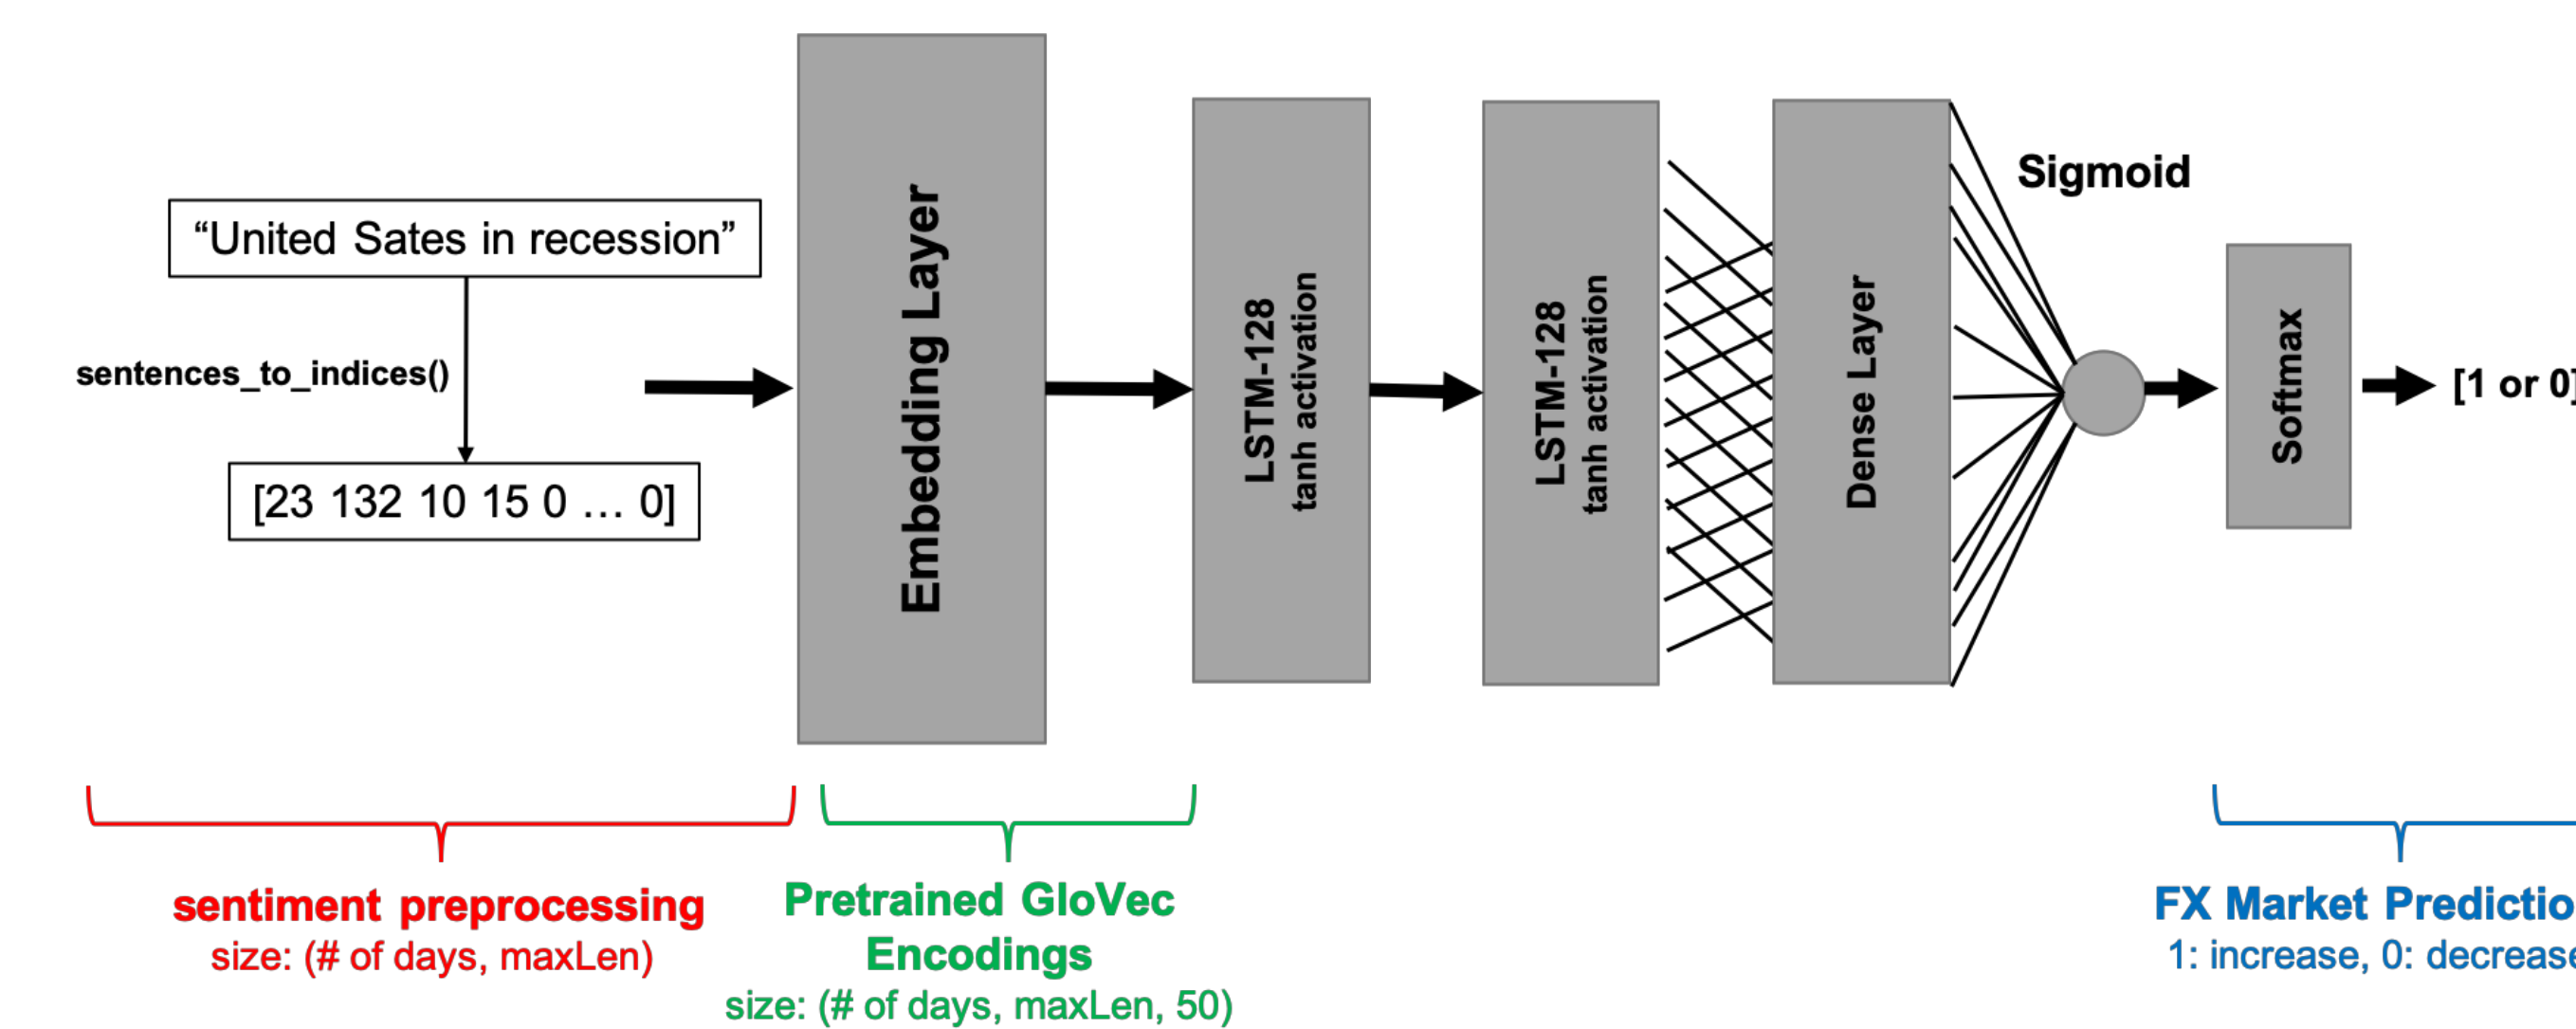 “United Sates in recession”
sentences_to_indices()
[23 132 10 15 0 … 0]
Embedding Layer
LSTM-128
tanh activation
LSTM-128
tanh activation
Dense Layer
Sigmoid
Softmax
[1 or 0]
sentiment preprocessing
size: (# of days, maxLen)
Pretrained GloVec
Encodings
size: (# of days, maxLen, 50)
FX Market Predictio
1: increase, 0: decrease